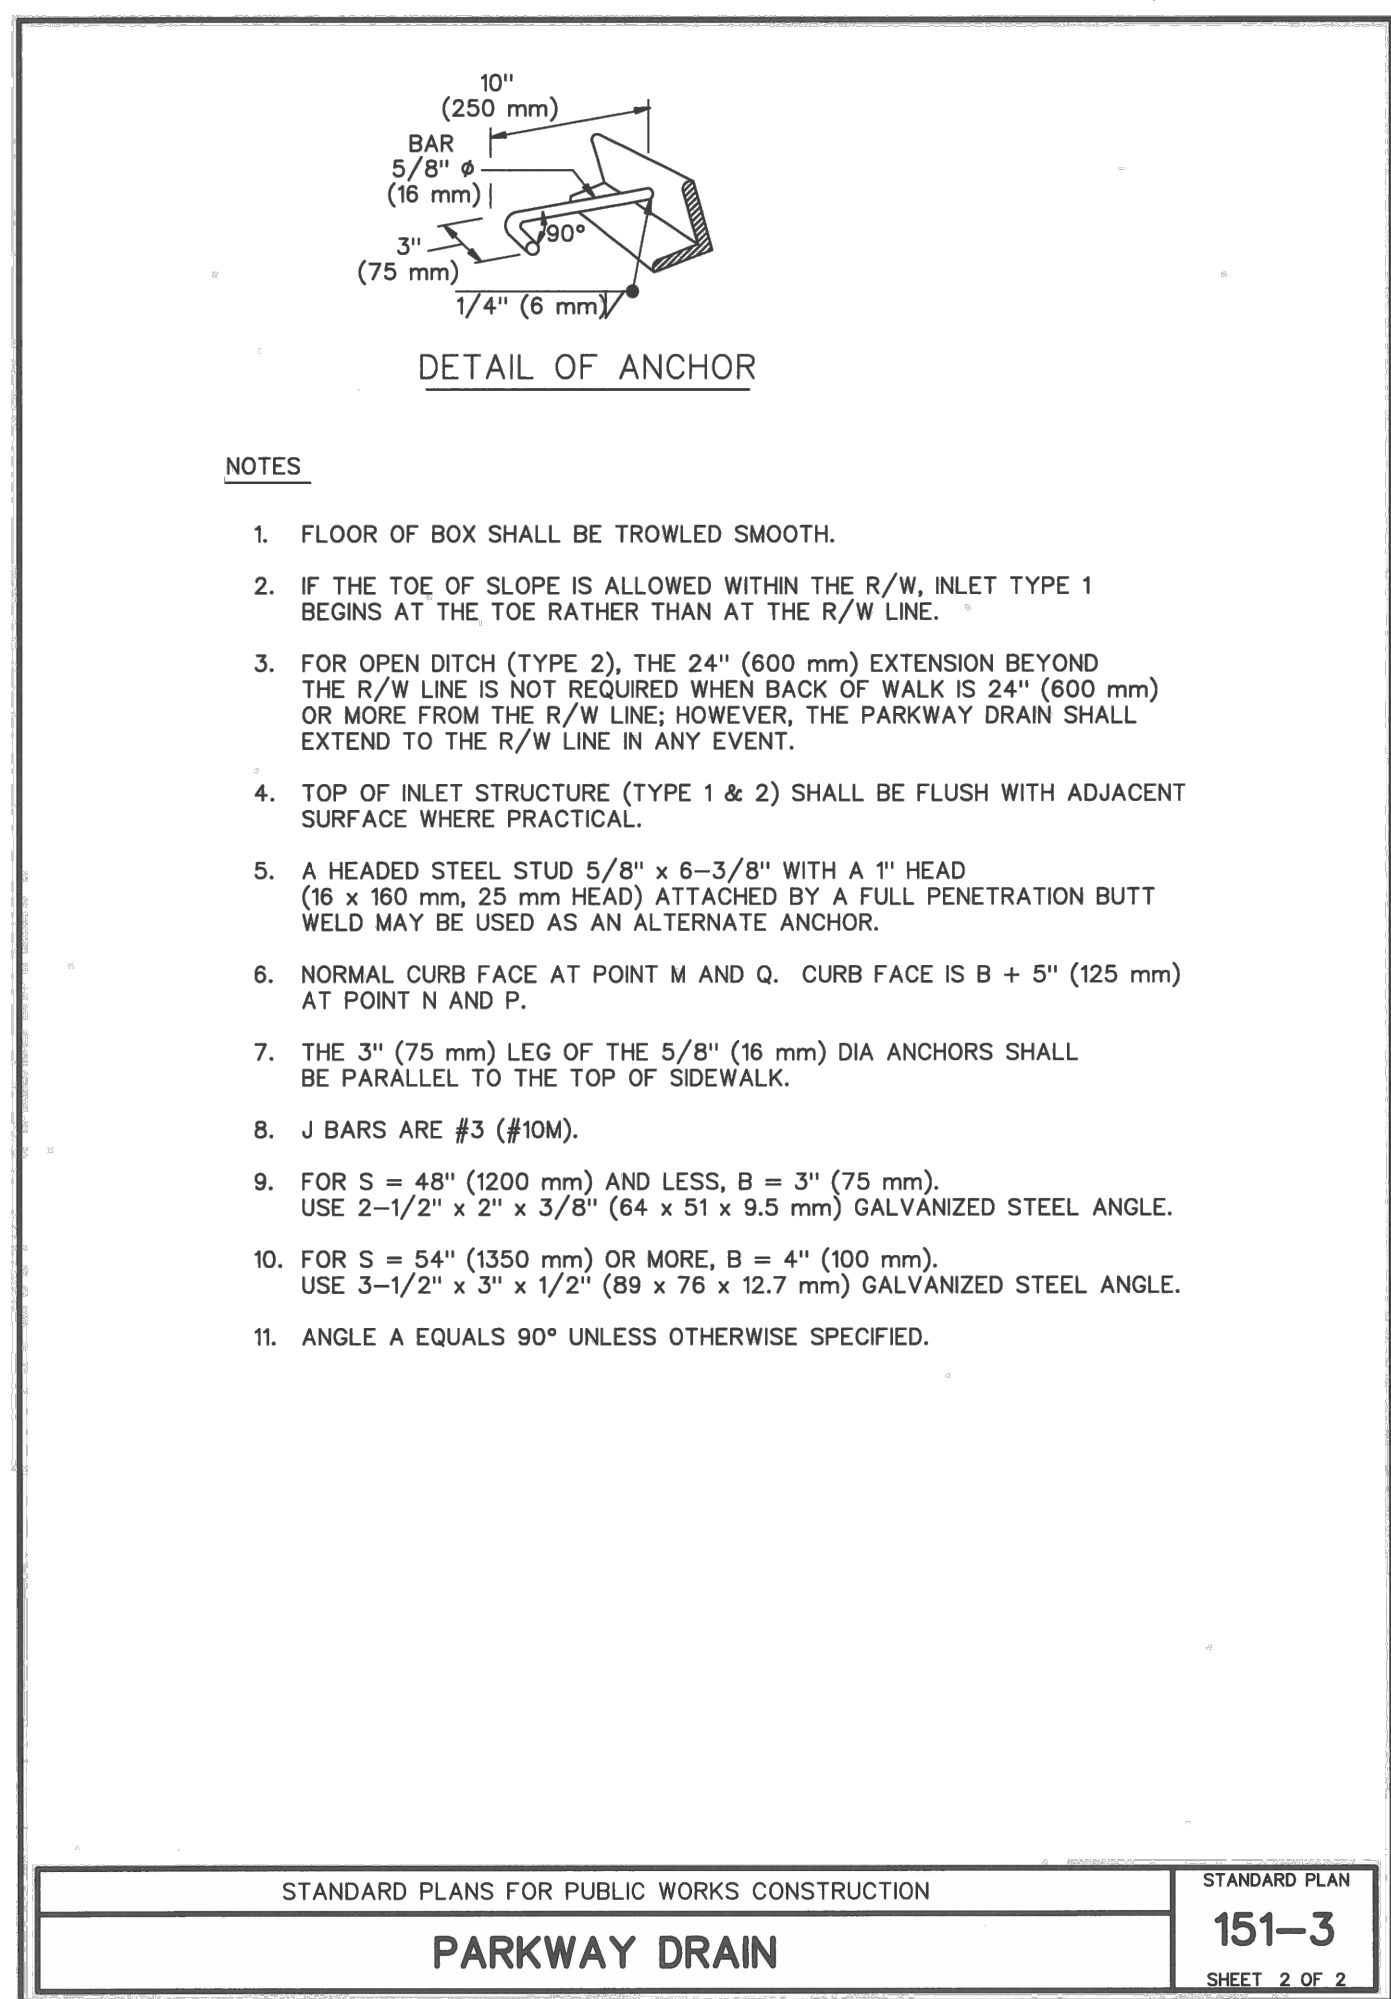 10"
(250 mm)
BAR
5/8" ø
(16 mm)
90°
3"
(75 mm)
1/4" (6 mm)
DETAIL OF ANCHOR
NOTES
1. FLOOR OF BOX SHALL BE TROWLED SMOOTH.
2. IF THE TOE OF SLOPE IS ALLOWED WITHIN THE R/W, INLET TYPE 1
BEGINS AT THE TOE RATHER THAN AT THE R/W LINE.
3. FOR OPEN DITCH (TYPE 2), THE 24" (600 mm) EXTENSION BEYOND
THE R/W LINE IS NOT REQUIRED WHEN BACK OF WALK IS 24" (600 mm)
OR MORE FROM THE R/W LINE; HOWEVER, THE PARKWAY DRAIN SHALL
EXTEND TO THE R/W LINE IN ANY EVENT.
4. TOP OF INLET STRUCTURE (TYPE 1 & 2) SHALL BE FLUSH WITH ADJACENT
SURFACE WHERE PRACTICAL.
5. A HEADED STEEL STUD 5/8" x 6-3/8" WITH A 1" HEAD
(16 x 160 mm, 25 mm HEAD) ATTACHED BY A FULL PENETRATION BUTT
WELD MAY BE USED AS AN ALTERNATE ANCHOR.
6. NORMAL CURB FACE AT POINT M AND Q. CURB FACE IS B + 5" (125 mm)
AT POINT N AND P.
7. THE 3" (75 mm) LEG OF THE 5/8" (16 mm) DIA ANCHORS SHALL
BE PARALLEL TO THE TOP OF SIDEWALK.
8. J BARS ARE #3 (#10M).
9. FOR S = 48" (1200 mm) AND LESS, B = 3" (75 mm).
USE 2-1/2" x 2" x 3/8" (64 x 51 x 9.5 mm) GALVANIZED STEEL ANGLE.
10. FOR S = 54" (1350 mm) OR MORE, B = 4" (100 mm).
USE 3-1/2" x 3" x 1/2" (89 x 76 x 12.7 mm) GALVANIZED STEEL ANGLE.
11. ANGLE A EQUALS 90° UNLESS OTHERWISE SPECIFIED.
STANDARD PLANS FOR PUBLIC WORKS CONSTRUCTION
PARKWAY DRAIN
STANDARD PLAN
151-3
SHEET 2 OF 2